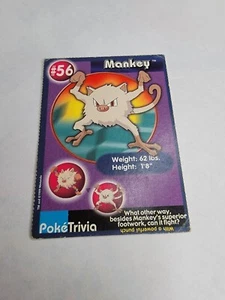 #56
Mankey™
Weight: 62 lbs.
Height: 1'8"
PokéTrivia
What other way,
besides Mankey's superior
footwork, can it fight?
With a powerful punch